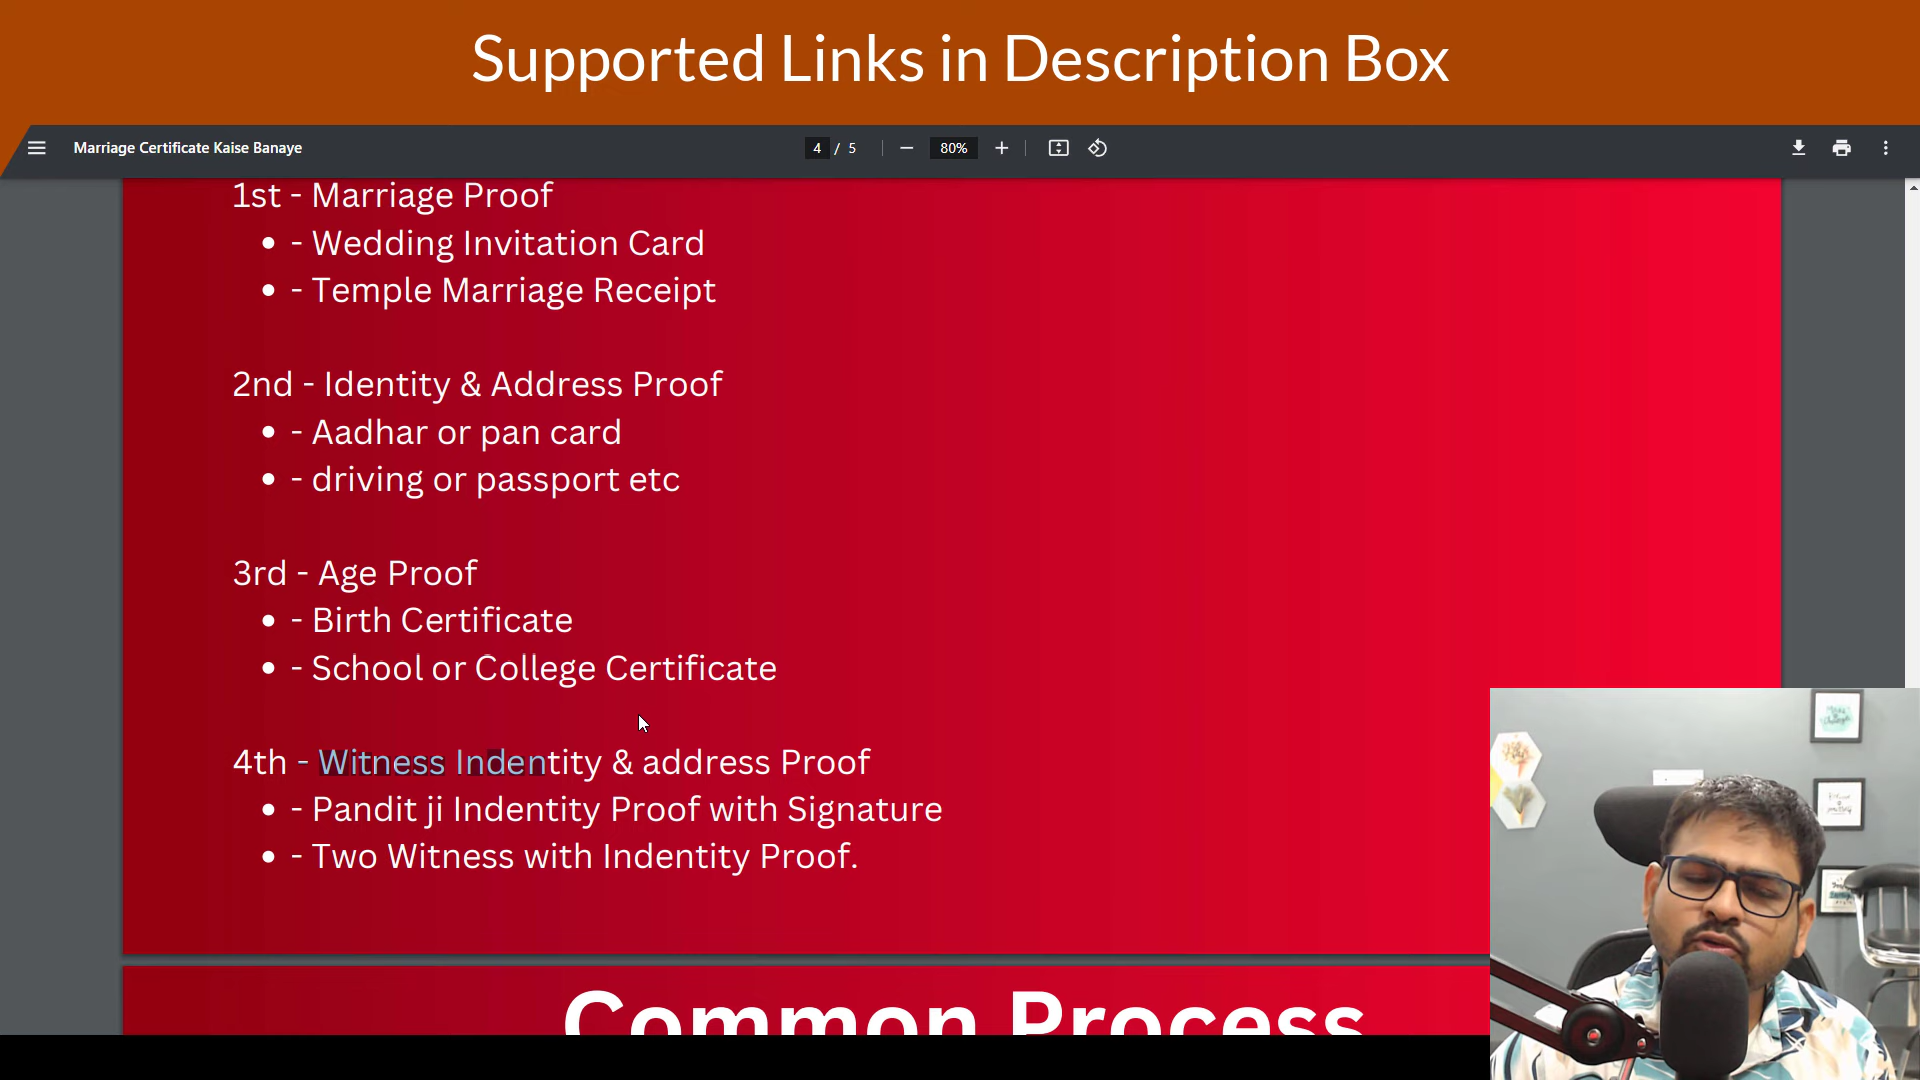 Supported Links in Description Box
Marriage Certificate Kaise Banaye
4 / 5
80%
1st - Marriage Proof
- Wedding Invitation Card
- Temple Marriage Receipt
2nd - Identity & Address Proof
- Aadhar or pan card
- driving or passport etc
3rd - Age Proof
- Birth Certificate
- School or College Certificate
4th - Witness Indentity & address Proof
- Pandit ji Indentity Proof with Signature
- Two Witness with Indentity Proof.
Common Process